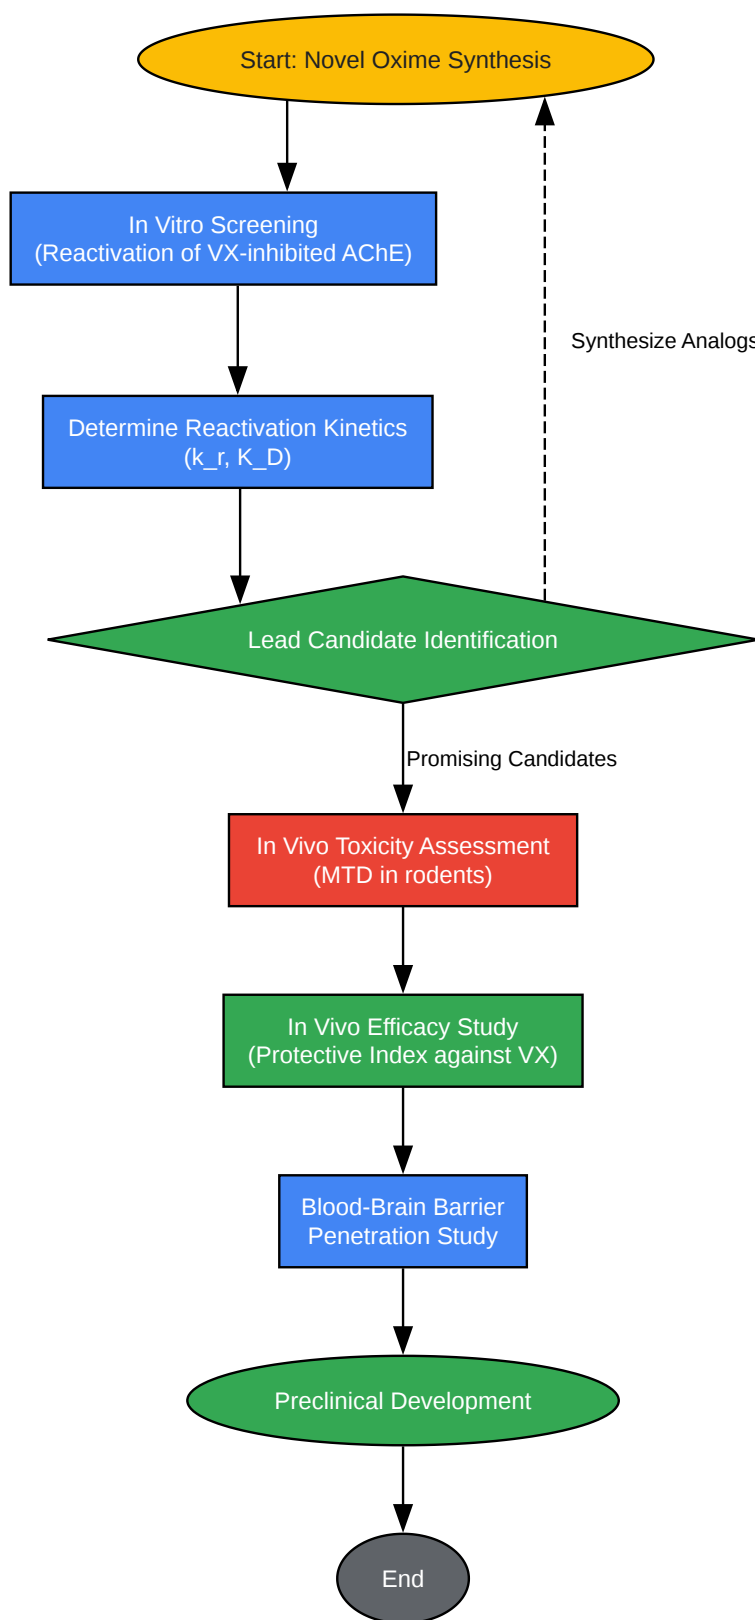 Start: Novel Oxime Synthesis
In Vitro Screening
(Reactivation of VX-inhibited AChE)
Synthesize Analogs
Determine Reactivation Kinetics
(k_r, K_D)
Lead Candidate Identification
Promising Candidates
In Vivo Toxicity Assessment
(MTD in rodents)
In Vivo Efficacy Study
(Protective Index against VX)
Blood-Brain Barrier
Penetration Study
Preclinical Development
End